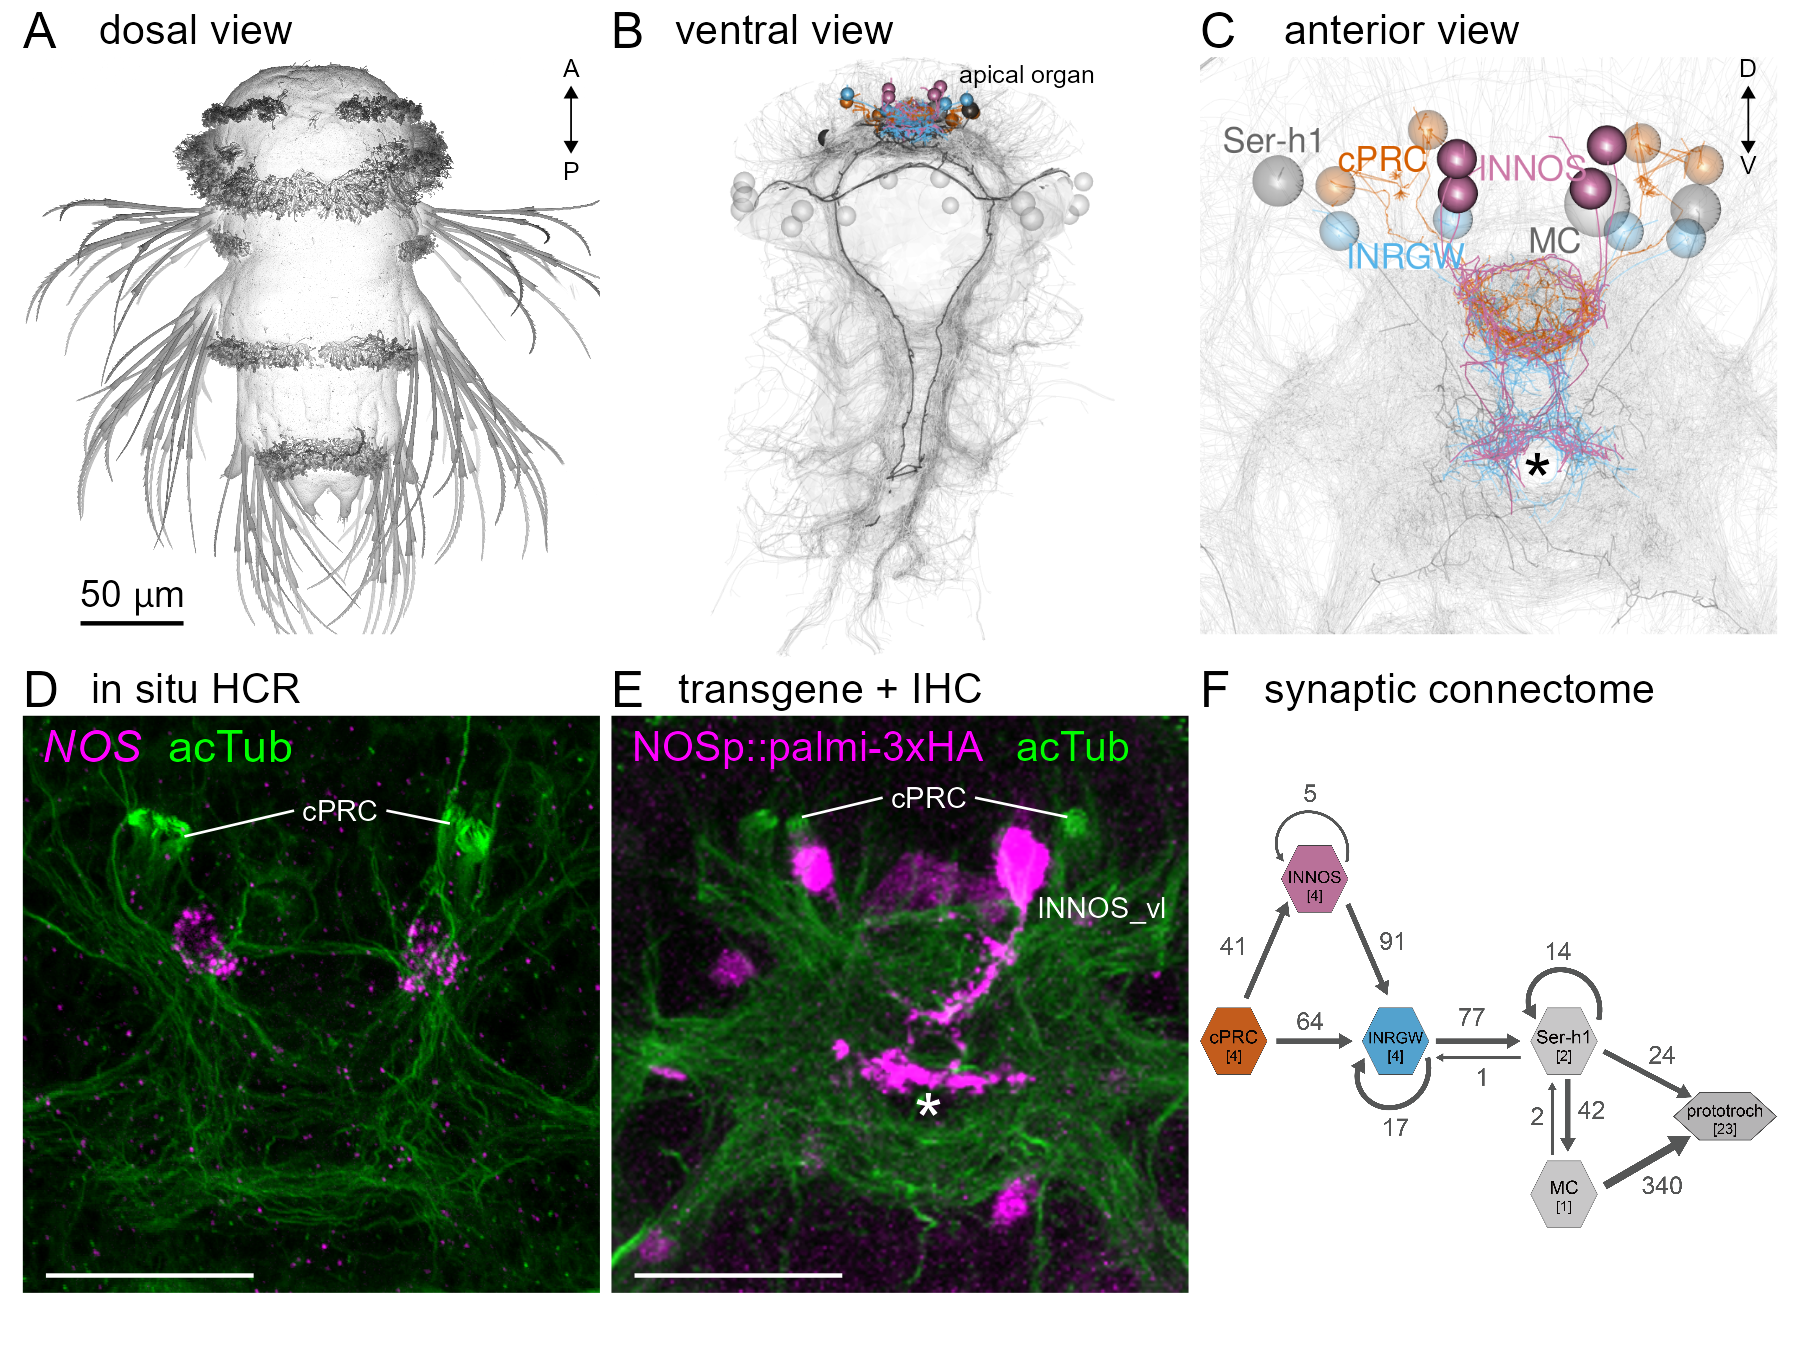 A dosal view
A
P
50 μm
B ventral view
apical organ
C anterior view
D
V
Ser-h1
cPRC
INNOS
INRGW
MC
*
D in situ HCR
NOS acTub
cPRC
E transgene + IHC
NOSp::palmi-3xHA acTub
cPRC
INNOS_vl
*
F synaptic connectome
5
INNOS
[4]
41
91
14
cPRC
[4]
64
INRGW
[4]
77
1
17
Ser-h1
[2]
24
2
42
prototroch
[23]
MC
[1]
340